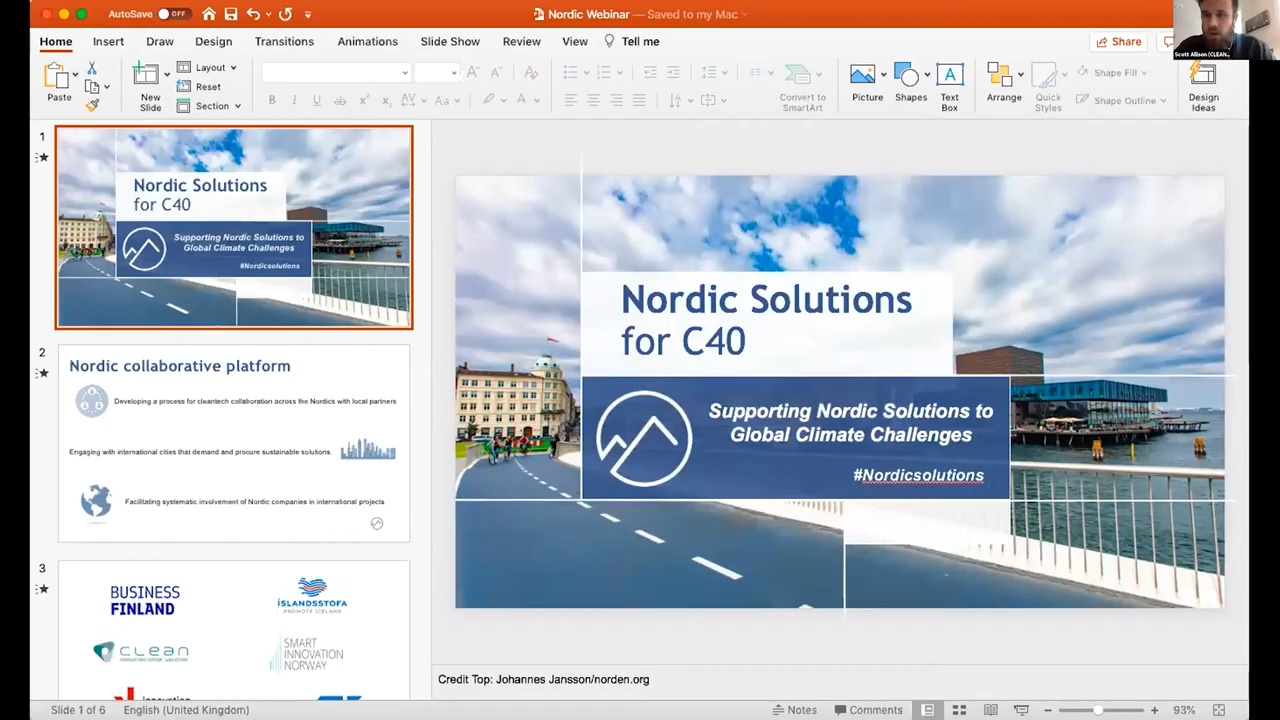 AutoSave OFF
Nordic Webinar — Saved to my Mac
Home Insert Draw Design Transitions Animations Slide Show Review View Tell me
Share
Paste
New
Slide
Layout
Reset
Section
Convert to
SmartArt
Picture
Shapes
Text
Box
Arrange
Quick
Styles
Shape Fill
Shape Outline
Design
Ideas
1
Nordic Solutions
for C40
Supporting Nordic Solutions to
Global Climate Challenges
#Nordicsolutions
2
Nordic collaborative platform
Developing a process for cleantech collaboration across the Nordics with local partners
Engaging with international cities that demand and procure sustainable solutions.
Facilitating systematic involvement of Nordic companies in international projects
3
BUSINESS
FINLAND
ÍSLANDSSTOFA
PROMOTE ICELAND
CLEAN
SMART
INNOVATION
NORWAY
Nordic Solutions
for C40
Supporting Nordic Solutions to
Global Climate Challenges
#Nordicsolutions
Credit Top: Johannes Jansson/norden.org
Slide 1 of 6 English (United Kingdom)
Notes Comments 93%